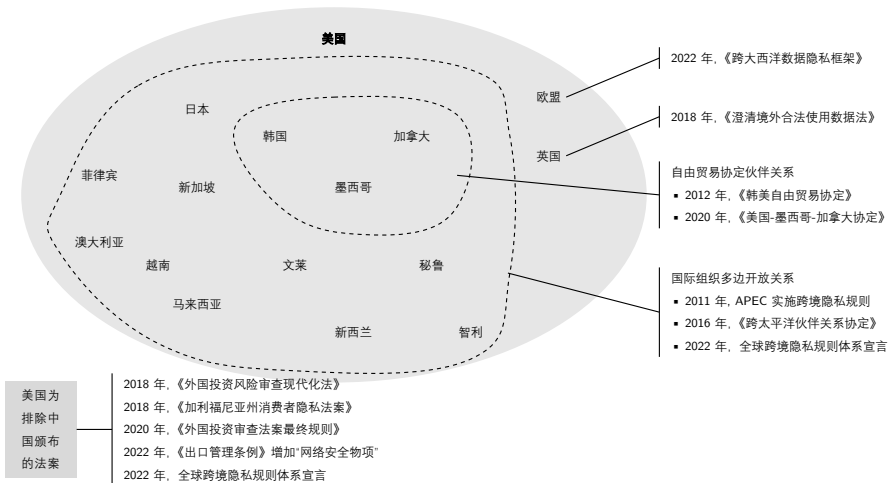 美国
欧盟
英国
日本
韩国
加拿大
菲律宾
新加坡
墨西哥
澳大利亚
越南
文莱
秘鲁
马来西亚
新西兰
智利
2022 年,《跨大西洋数据隐私框架》
2018 年,《澄清境外合法使用数据法》
自由贸易协定伙伴关系
▪ 2012 年,《韩美自由贸易协定》
▪ 2020 年,《美国-墨西哥-加拿大协定》
国际组织多边开放关系
▪ 2011 年, APEC 实施跨境隐私规则
▪ 2016 年,《跨太平洋伙伴关系协定》
▪ 2022 年, 全球跨境隐私规则体系宣言
美国为
排除中
国颁布
的法案
2018 年,《外国投资风险审查现代化法》
2018 年,《加利福尼亚州消费者隐私法案》
2020 年,《外国投资审查法案最终规则》
2022 年,《出口管理条例》增加“网络安全物项”
2022 年, 全球跨境隐私规则体系宣言